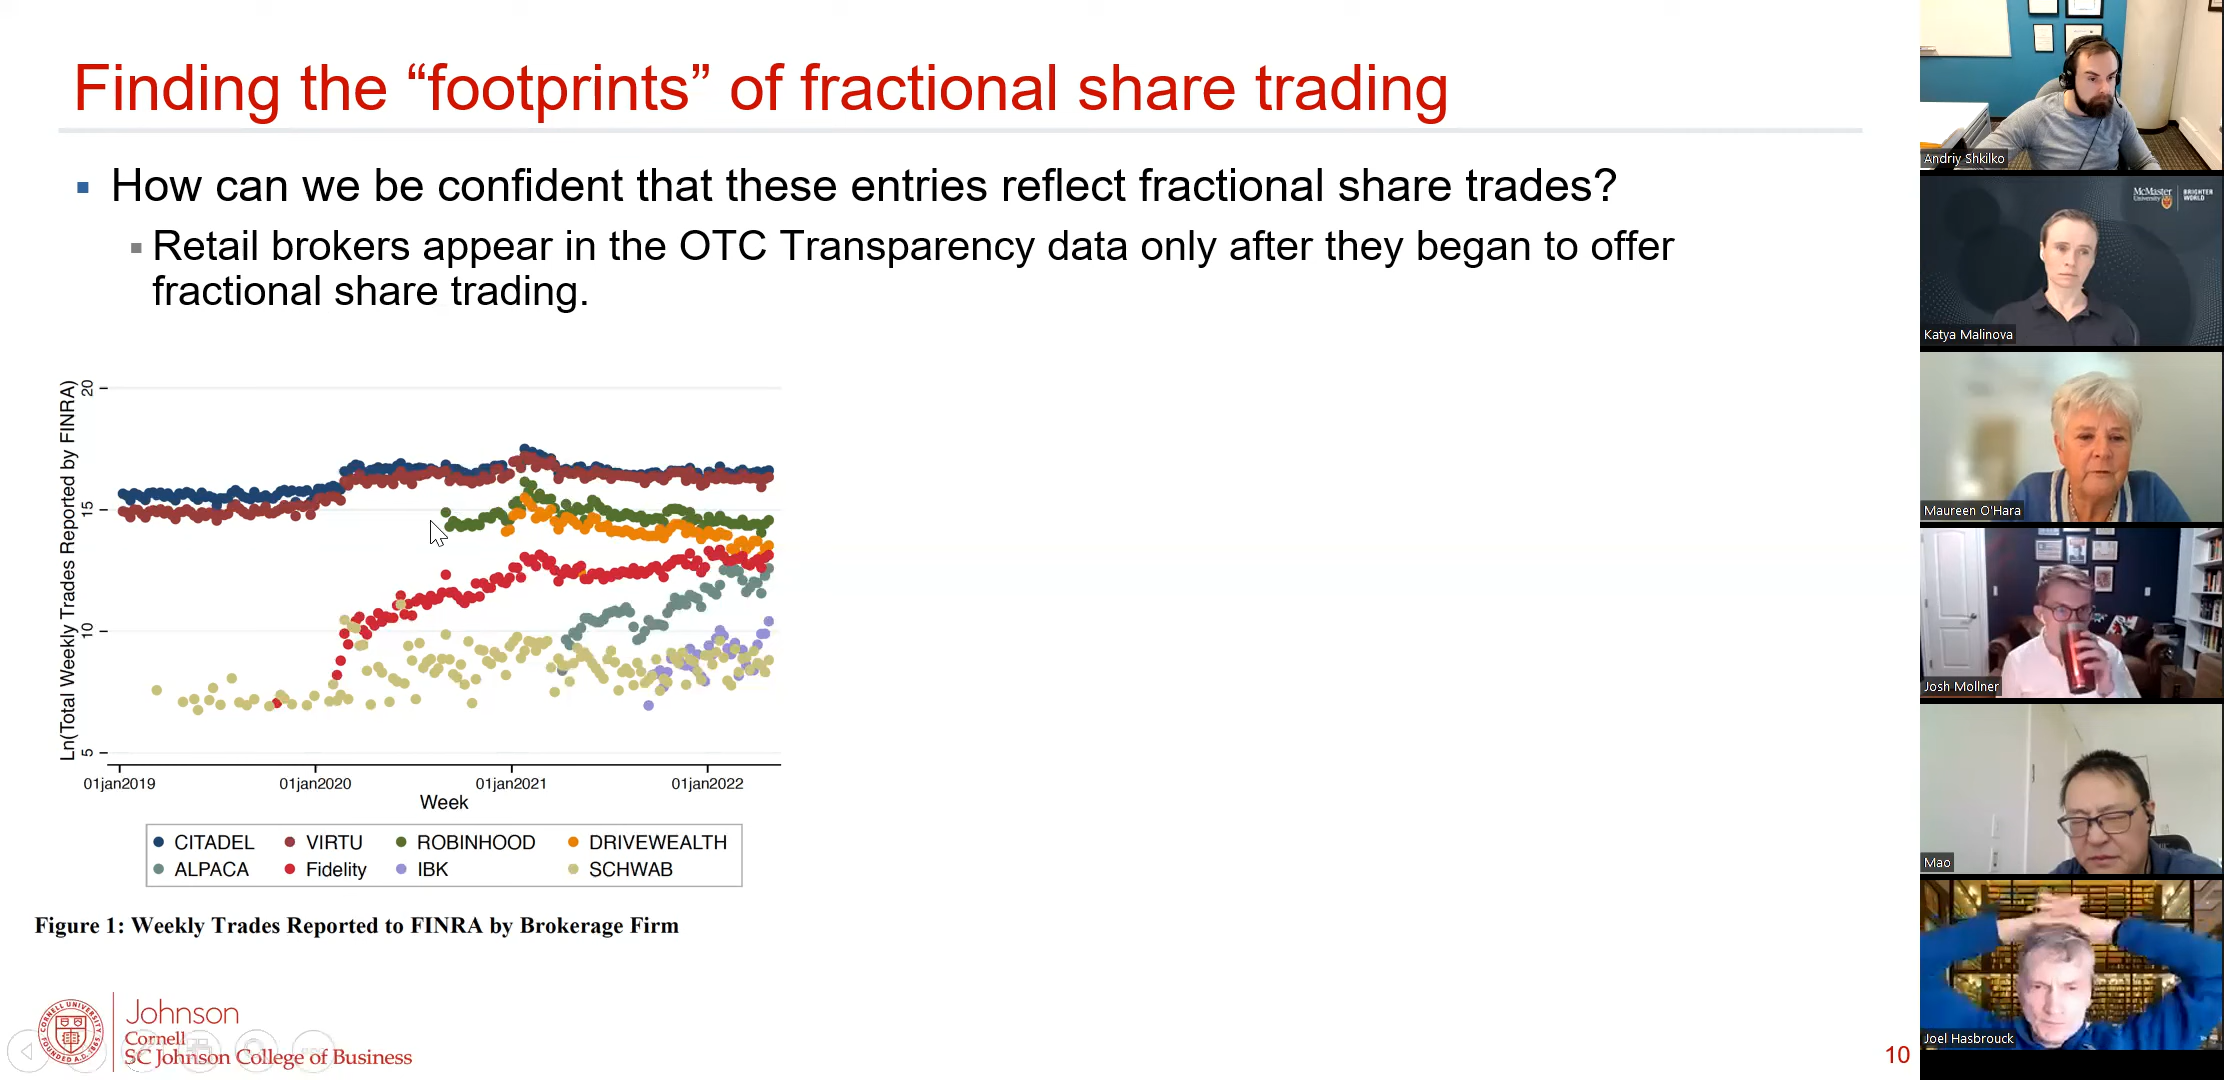 Finding the “footprints” of fractional share trading
How can we be confident that these entries reflect fractional share trades?
Retail brokers appear in the OTC Transparency data only after they began to offer
fractional share trading.
Ln(Total Weekly Trades Reported by FINRA)
20
15
10
5
01jan2019
01jan2020
01jan2021
01jan2022
Week
CITADEL
VIRTU
ROBINHOOD
DRIVEWEALTH
ALPACA
Fidelity
IBK
SCHWAB
Figure 1: Weekly Trades Reported to FINRA by Brokerage Firm
Johnson
Cornell
SC Johnson College of Business
10
Andriy Shkilko
McMaster
University
BRIGHTER
WORLD
Katya Malinova
Maureen O'Hara
Josh Mollner
Mao
Joel Hasbrouck